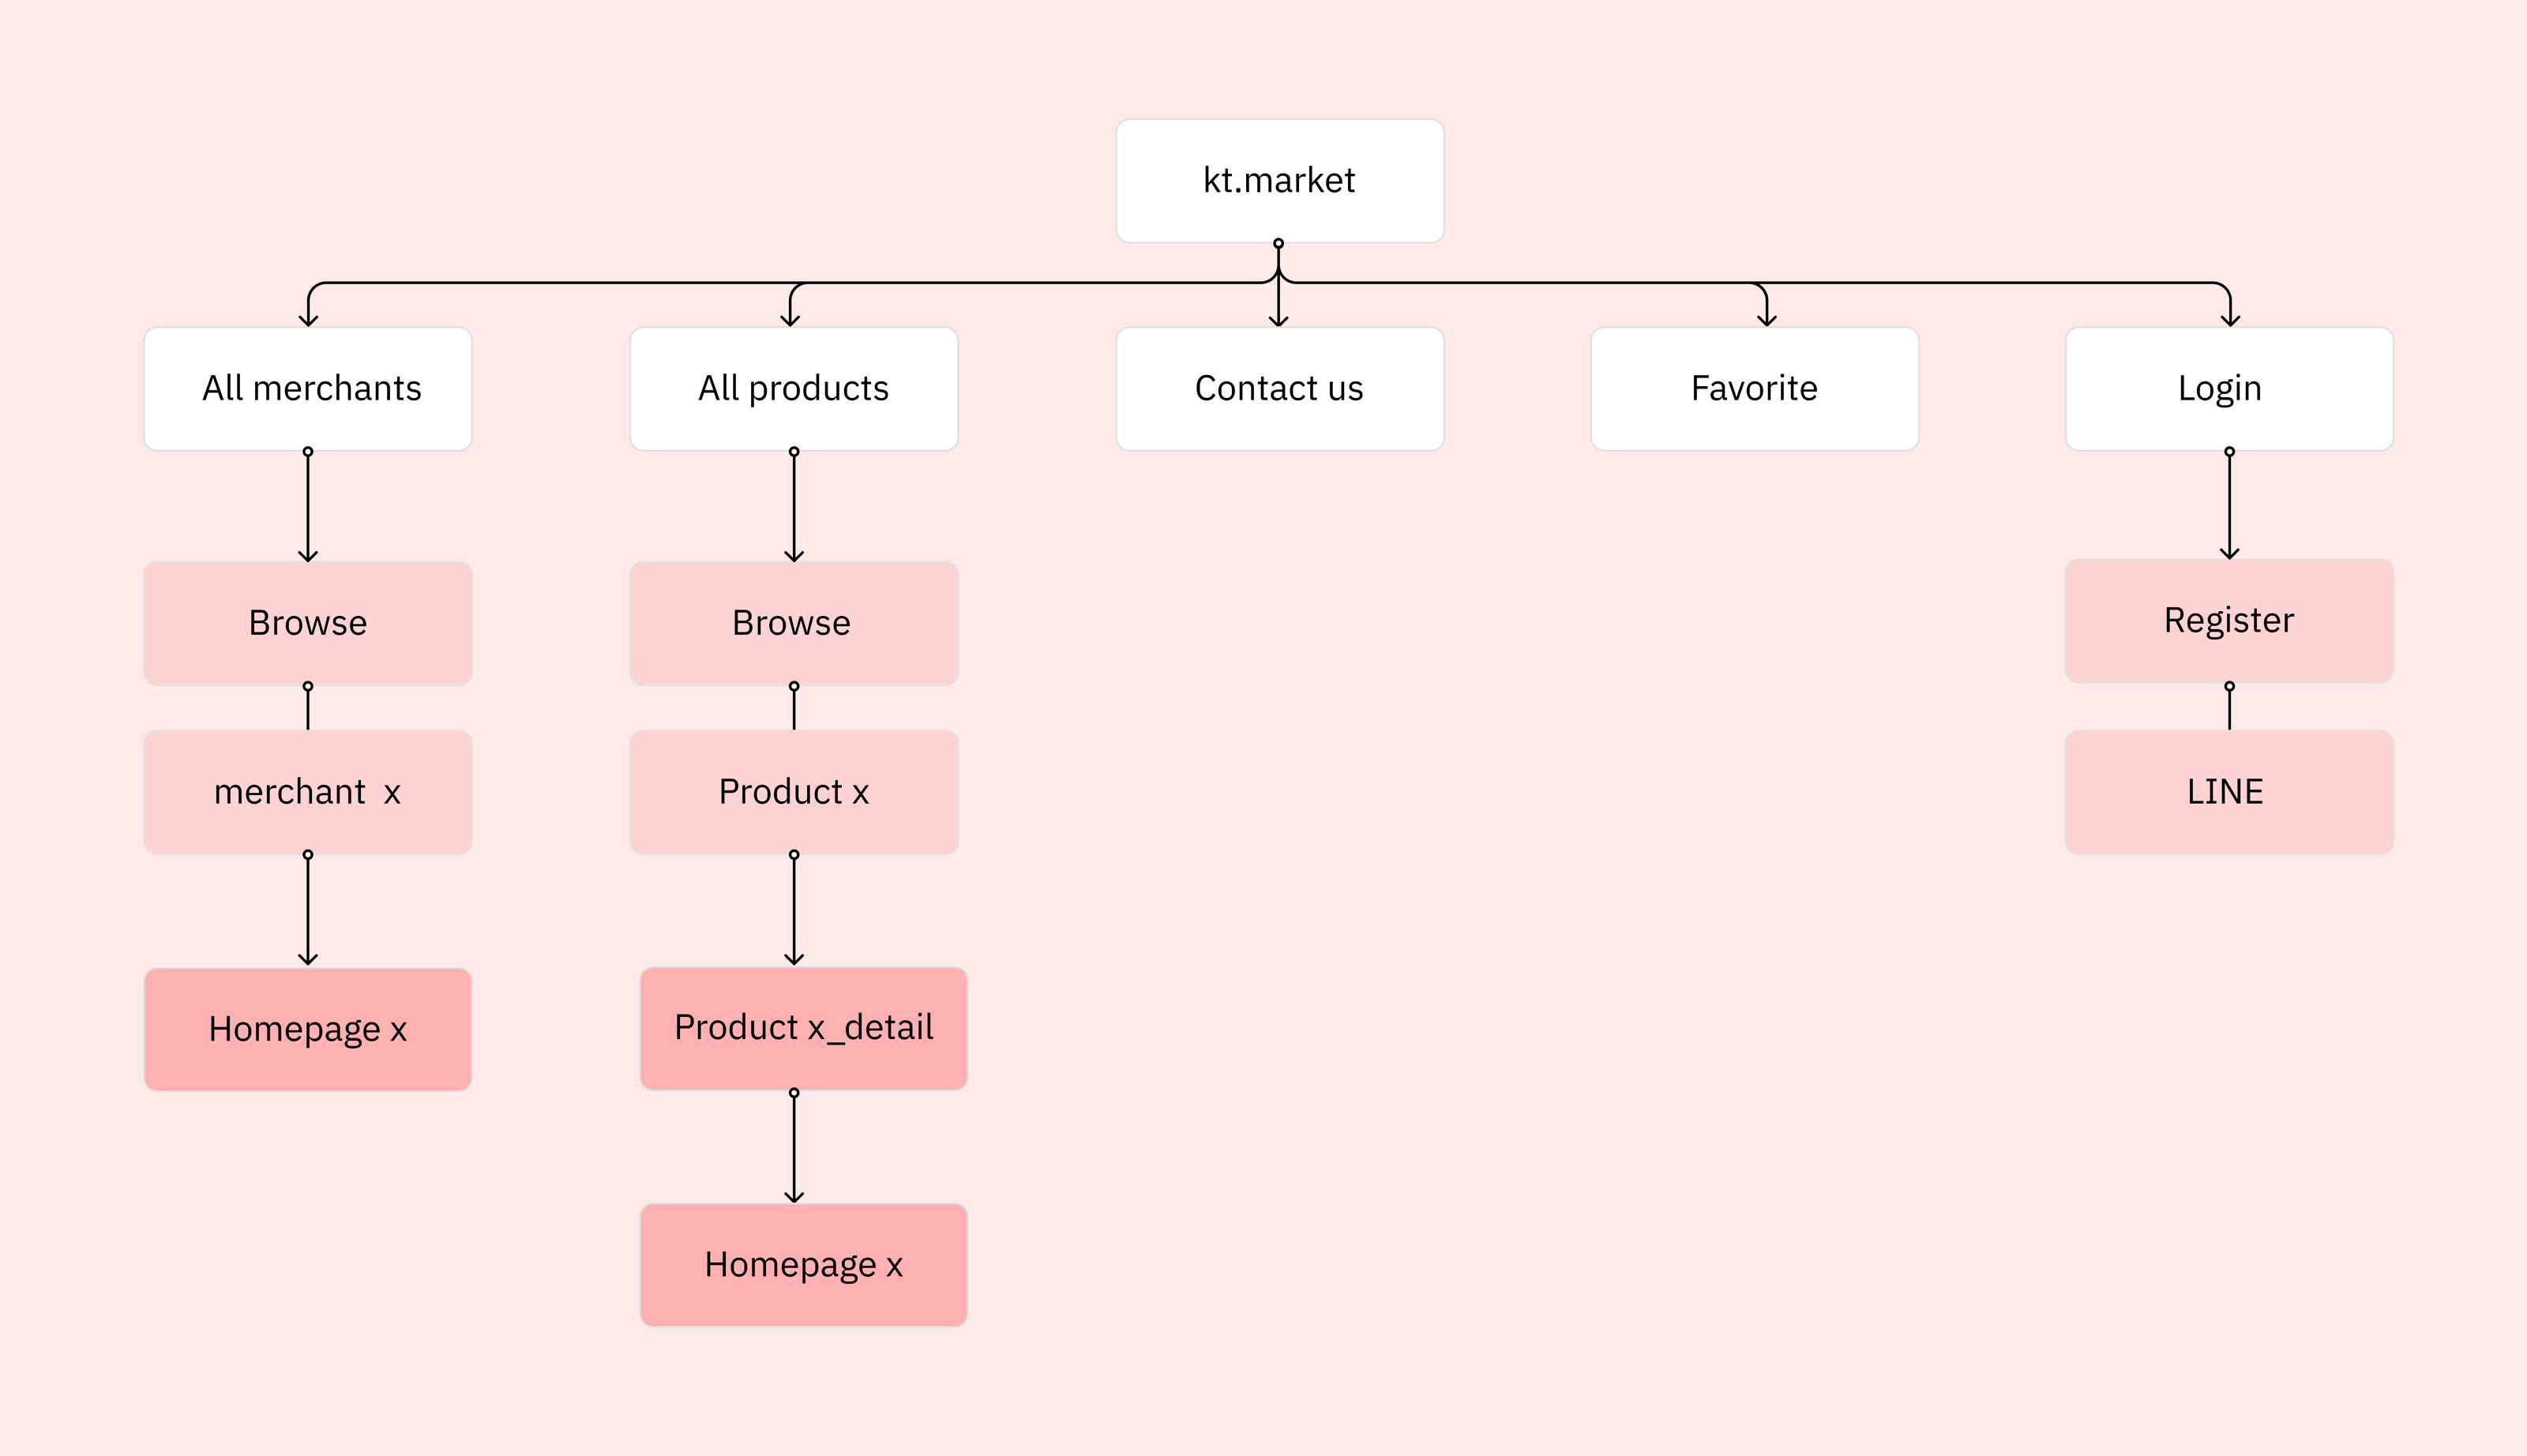 kt.market
All merchants
All products
Contact us
Favorite
Login
Browse
Browse
Register
merchant  x
Product x
LINE
Homepage x
Product x_detail
Homepage x